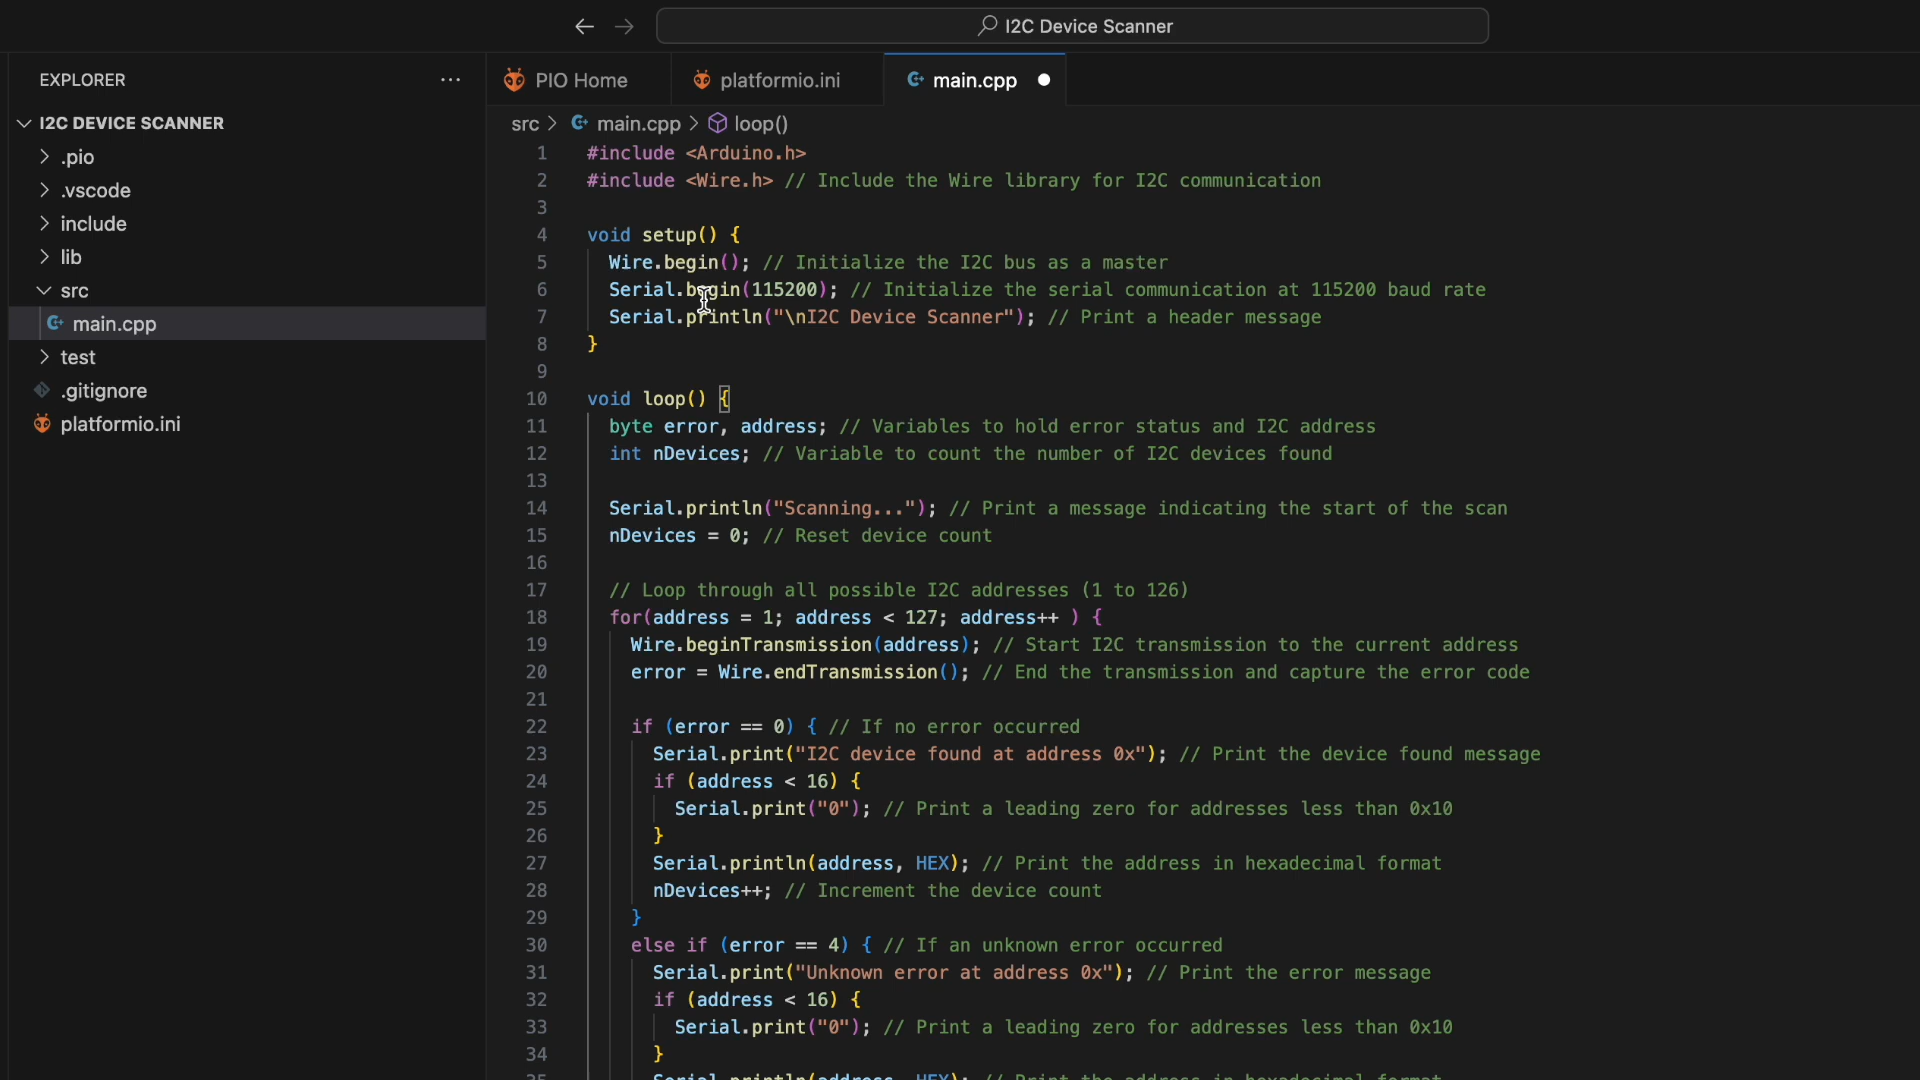 I2C Device Scanner
EXPLORER
I2C DEVICE SCANNER
.pio
.vscode
include
lib
src
main.cpp
test
.gitignore
platformio.ini
PIO Home
platformio.ini
main.cpp
src > main.cpp > loop()
1 #include <Arduino.h>
2 #include <Wire.h> // Include the Wire library for I2C communication
3
4 void setup() {
5 Wire.begin(); // Initialize the I2C bus as a master
6 Serial.begin(115200); // Initialize the serial communication at 115200 baud rate
7 Serial.println("\nI2C Device Scanner"); // Print a header message
8 }
9
10 void loop() {
11 byte error, address; // Variables to hold error status and I2C address
12 int nDevices; // Variable to count the number of I2C devices found
13
14 Serial.println("Scanning..."); // Print a message indicating the start of the scan
15 nDevices = 0; // Reset device count
16
17 // Loop through all possible I2C addresses (1 to 126)
18 for(address = 1; address < 127; address++ ) {
19 Wire.beginTransmission(address); // Start I2C transmission to the current address
20 error = Wire.endTransmission(); // End the transmission and capture the error code
21
22 if (error == 0) { // If no error occurred
23 Serial.print("I2C device found at address 0x"); // Print the device found message
24 if (address < 16) {
25 Serial.print("0"); // Print a leading zero for addresses less than 0x10
26 }
27 Serial.println(address, HEX); // Print the address in hexadecimal format
28 nDevices++; // Increment the device count
29 }
30 else if (error == 4) { // If an unknown error occurred
31 Serial.print("Unknown error at address 0x"); // Print the error message
32 if (address < 16) {
33 Serial.print("0"); // Print a leading zero for addresses less than 0x10
34 }
35 Serial.println(address, HEX); // Print the address in hexadecimal format